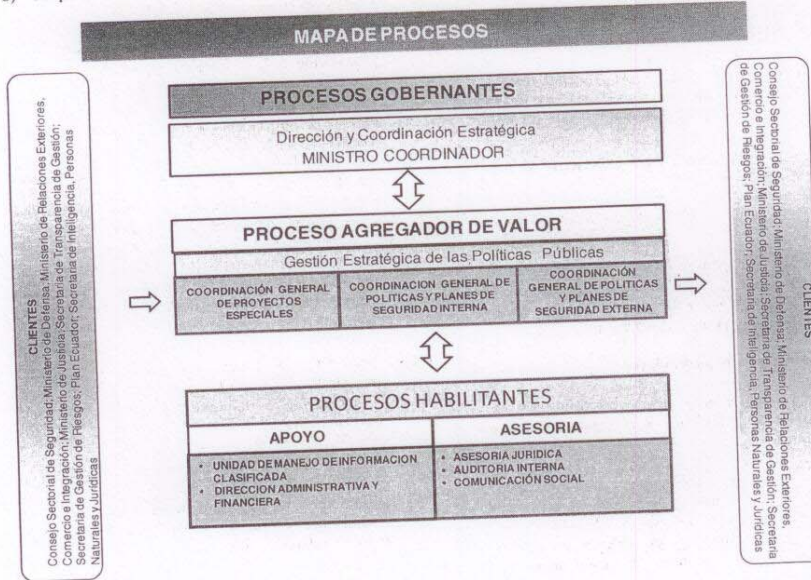 MAPA DE PROCESOS
CLIENTES
Consejo Sectorial de Seguridad; Ministerio de Defensa; Ministerio de Relaciones Exteriores,
Comercio e Integración; Ministerio de Justicia; Secretaria de Transparencia de Gestión;
Secretaria de Gestión de Riesgos; Plan Ecuador; Secretaria de Inteligencia, Personas
Naturales y Jurídicas
PROCESOS GOBERNANTES
Dirección y Coordinación Estratégica
MINISTRO COORDINADOR
PROCESO AGREGADOR DE VALOR
Gestión Estratégica de las Políticas Públicas
COORDINACIÓN GENERAL
DE PROYECTOS
ESPECIALES
COORDINACION GENERAL DE
POLITICAS Y PLANES DE
SEGURIDAD INTERNA
COORDINACIÓN
GENERAL DE POLITICAS
Y PLANES DE
SEGURIDAD EXTERNA
PROCESOS HABILITANTES
APOYO
• UNIDAD DE MANEJO DE INFORMACION
CLASIFICADA
• DIRECCION ADMINISTRATIVA Y
FINANCIERA
ASESORIA
• ASESORIA JURIDICA
• AUDITORIA INTERNA
• COMUNICACIÓN SOCIAL
CLIENTES
Consejo Sectorial de Seguridad; Ministerio de Defensa; Ministerio de Relaciones Exteriores,
Comercio e Integración; Ministerio de Justicia; Secretaria de Transparencia de Gestión; Secretaria
de Gestión de Riesgos; Plan Ecuador; Secretaria de Inteligencia, Personas Naturales y Jurídicas